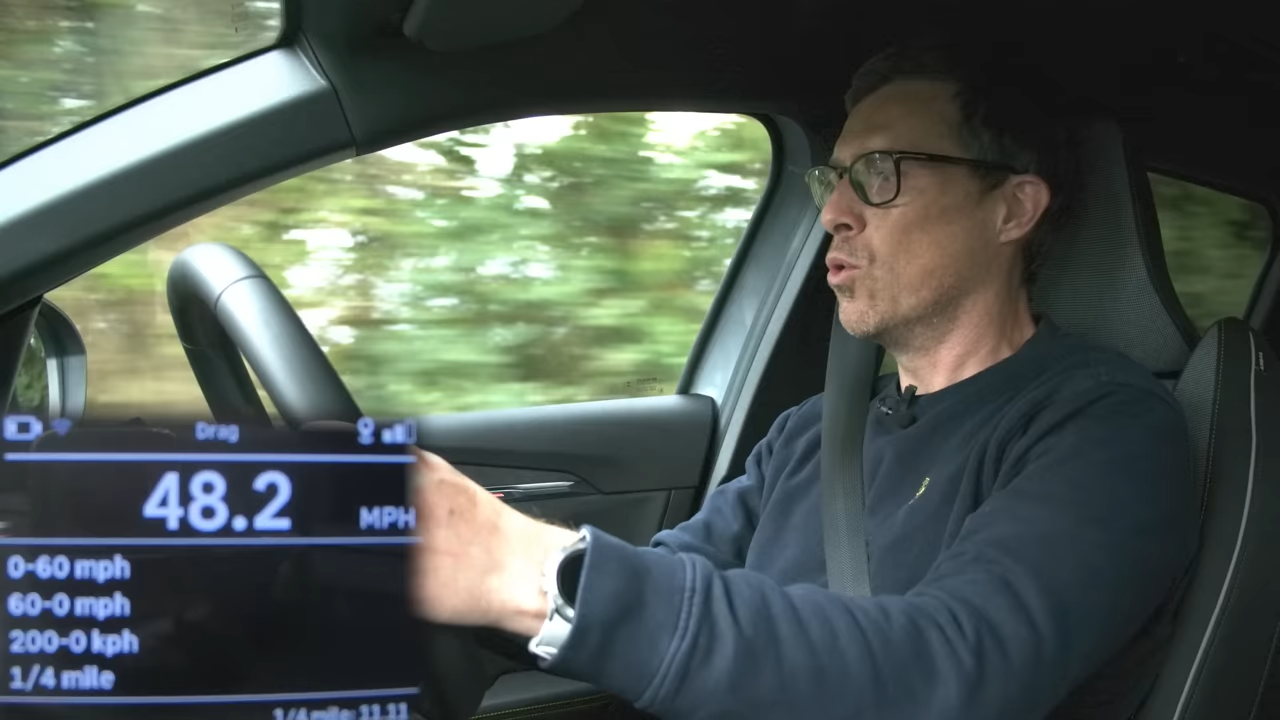 Drag
48.2
MPH
0-60 mph
60-0 mph
200-0 kph
1/4 mile
1/4 mile: 11.11